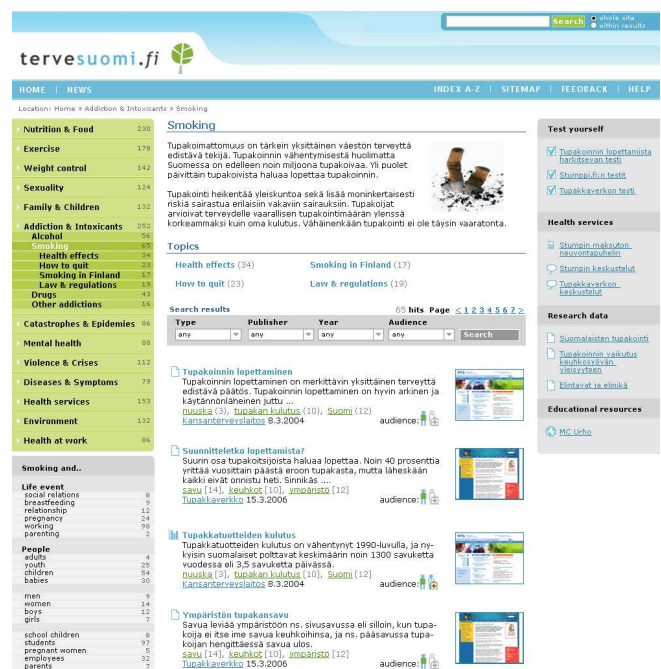 Search
whole site
within results
tervesuomi.fi
HOME | NEWS
INDEX A-Z | SITEMAP | FEEDBACK | HELP
Location: Home » Addiction & Intoxicants » Smoking
Nutrition & Food 230
Exercise 178
Weight control 142
Sexuality 124
Family & Children 132
Addiction & Intoxicants 252
Alcohol 56
Smoking 65
Health effects 34
How to quit 23
Smoking in Finland 17
Law & regulations 19
Drugs 43
Other addictions 16
Catastrophes & Epidemies 86
Mental health 88
Violence & Crises 112
Diseases & Symptoms 79
Health services 153
Environment 132
Health at work 86
Smoking and..
Life event
social relations 8
breastfeeding 9
relationship 12
pregnancy 24
working 98
parenting 2
People
adults 4
youth 25
children 54
babies 30
men 9
women 14
boys 12
girls 7
school children 8
students 97
pregnant women 5
employees 32
parents 7
Smoking
Tupakoimattomuus on tärkein yksittäinen väestön terveyttä
edistävä tekijä. Tupakoinnin vähentymisestä huolimatta
Suomessa on edelleen noin miljoona tupakoivaa. Yli puolet
päivittäin tupakoivista haluaa lopettaa tupakoinnin.
Tupakointi heikentää yleiskuntoa sekä lisää moninkertaisesti
riskiä sairastua erilaisiin vakaviin sairauksiin. Tupakoijat
arvioivat terveydelle vaarallisen tupakointimäärän ylenssä
korkeammaksi kuin oma kulutus. Vähäinenkään tupakointi ei ole täysin vaaratonta.
Topics
Health effects (34)
Smoking in Finland (17)
How to quit (23)
Law & regulations (19)
Search results
65 hits Page < 1 2 3 4 5 6 7 >
Type Publisher Year Audience
any any any any Search
Tupakoinnin lopettaminen
Tupakoinnin lopettaminen on merkittävin yksittäinen terveyttä
edistävä päätös. Tupakoinnin lopettaminen on hyvin arkinen ja
käytännönläheinen juttu ...
nuuska (3), tupakan kulutus (10), Suomi (12)
Kansanterveyslaitos 8.3.2004 audience:
Suunnitteletko lopettamista?
Suurin osa tupakoitsijoista haluaa lopettaa. Noin 40 prosenttia
yrittää vuosittain päästä eroon tupakasta, mutta läheskään
kaikki eivät onnistu heti. Sinnikäs ....
savu [14], keuhkot [10], ympäristö [12]
Tupakkaverkko 15.3.2006 audience:
Tupakkatuotteiden kulutus
Tupakkatuotteiden kulutus on vähentynyt 1990-luvulla, ja ny-
kyisin suomalaiset polttavat keskimäärin noin 1300 savuketta
vuodessa eli 3,5 savuketta päivässä.
nuuska [3], tupakan kulutus [10], Suomi [12]
Kansanterveyslaitos 8.3.2004 audience:
Ympäristön tupakansavu
Savua leviää ympäristöön ns. sivusavussa eli silloin, kun tupa-
koija ei itse ime savua keuhkoihinsa, ja ns. pääsavussa tupa-
koijan hengittäessä savua ulos.
savu [14], keuhkot [10], ympäristö [12]
Tupakkaverkko 15.3.2006 audience:
Test yourself
Tupakoinnin lopettamista
harkitsevan testi
Stumppi.fi:n testit
Tupakkaverkon testi
Health services
Stumpin maksuton
neuvontapuhelin
Stumpin keskustelut
Tupakkaverkon
keskustelut
Research data
Suomalaisten tupakointi
Tupakoinnin vaikutus
keuhkosyövän
yleisyyteen
Elintavat ja elinikä
Educational resources
MC Urho